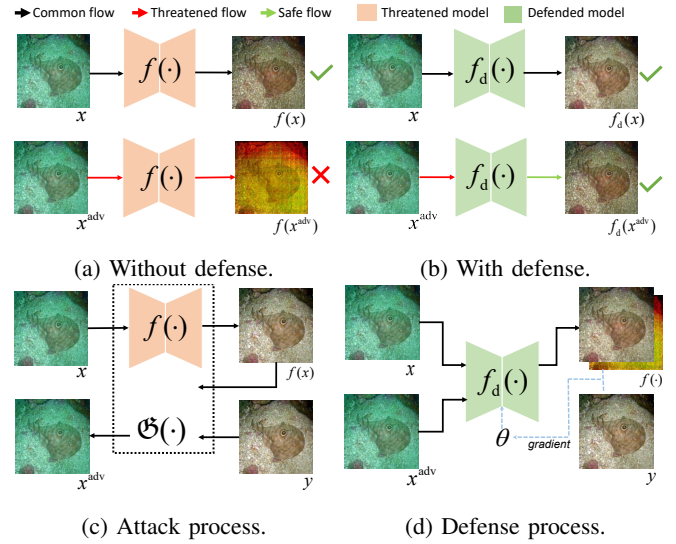 Common flow Threatened flow Safe flow Threatened model Defended model
x f(·) f(x)
x f_d(·) f_d(x)
x^adv f(·) f(x^adv)
x^adv f_d(·) f_d(x^adv)
(a) Without defense.
(b) With defense.
x f(·) f(x)
x^adv 𝔊(·) y
x f_d(·) f(·)
x^adv θ gradient y
(c) Attack process.
(d) Defense process.